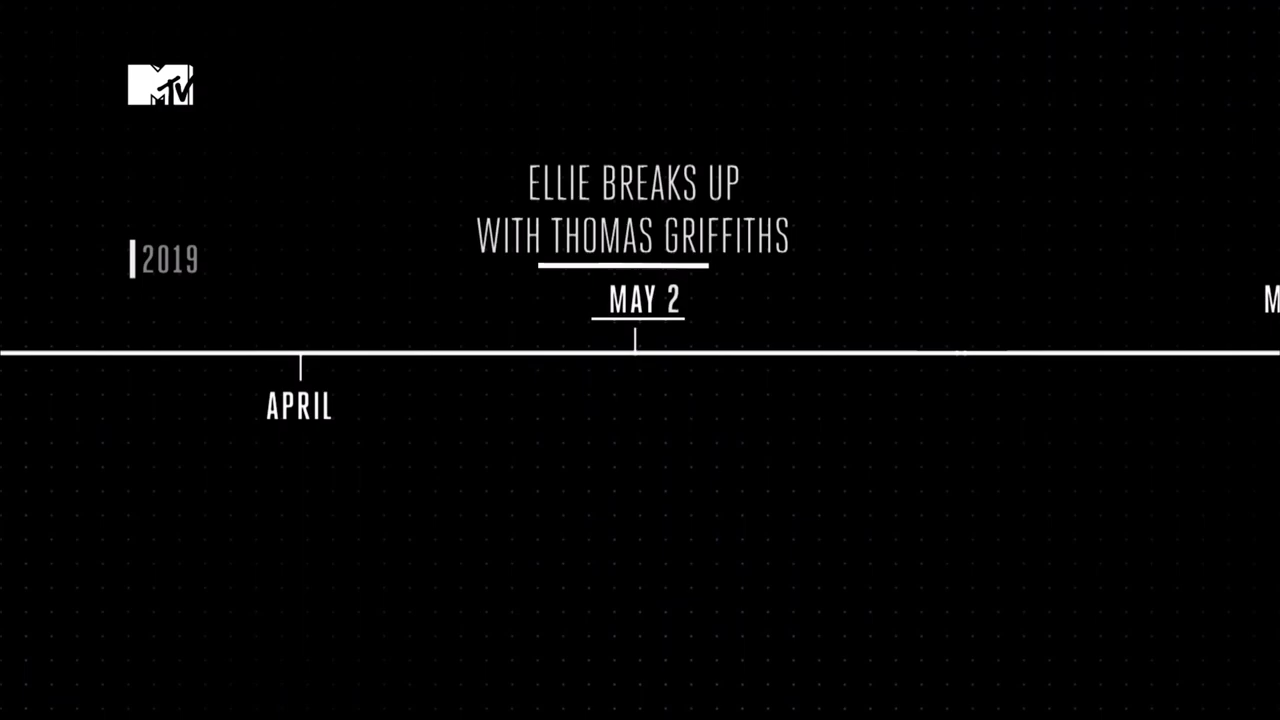 MTV
ELLIE BREAKS UP
WITH THOMAS GRIFFITHS
2019
MAY 2
APRIL